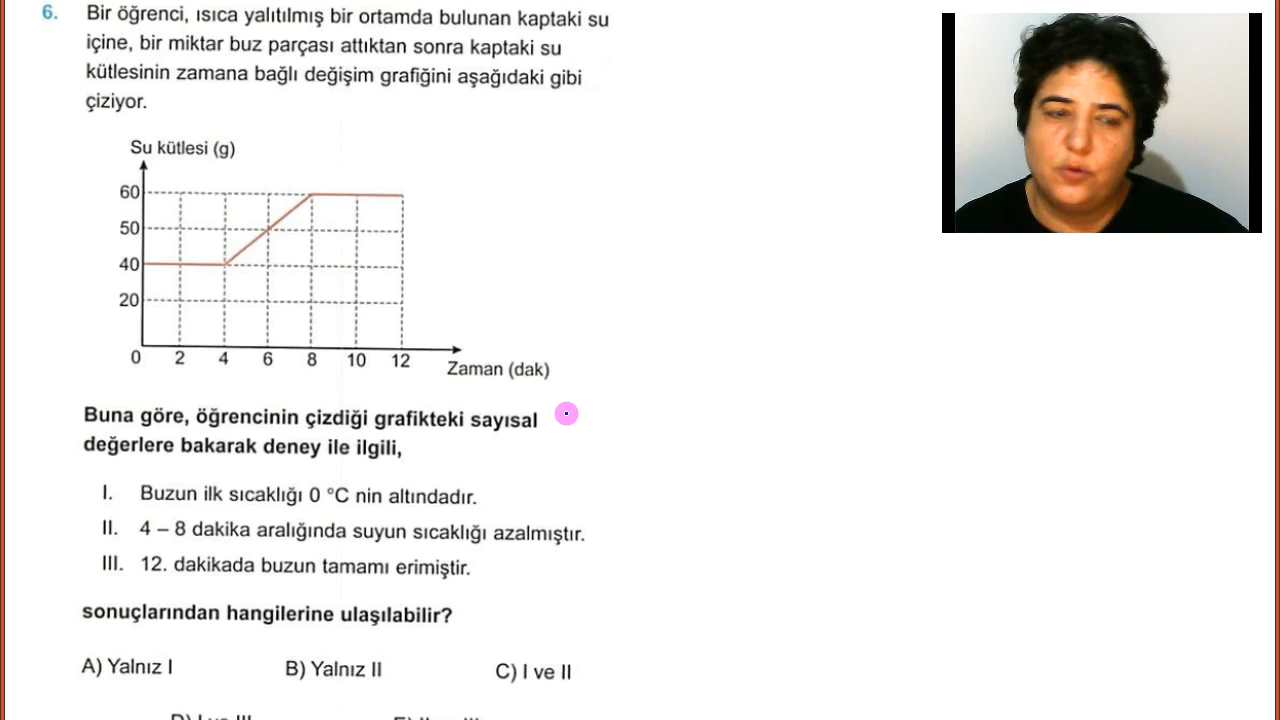 6. Bir öğrenci, ısıca yalıtılmış bir ortamda bulunan kaptaki su
içine, bir miktar buz parçası attıktan sonra kaptaki su
kütlesinin zamana bağlı değişim grafiğini aşağıdaki gibi
çiziyor.
Su kütlesi (g)
60
50
40
20
0 2 4 6 8 10 12
Zaman (dak)
Buna göre, öğrencinin çizdiği grafikteki sayısal
değerlere bakarak deney ile ilgili,
I. Buzun ilk sıcaklığı 0 °C nin altındadır.
II. 4 – 8 dakika aralığında suyun sıcaklığı azalmıştır.
III. 12. dakikada buzun tamamı erimiştir.
sonuçlarından hangilerine ulaşılabilir?
A) Yalnız I B) Yalnız II C) I ve II